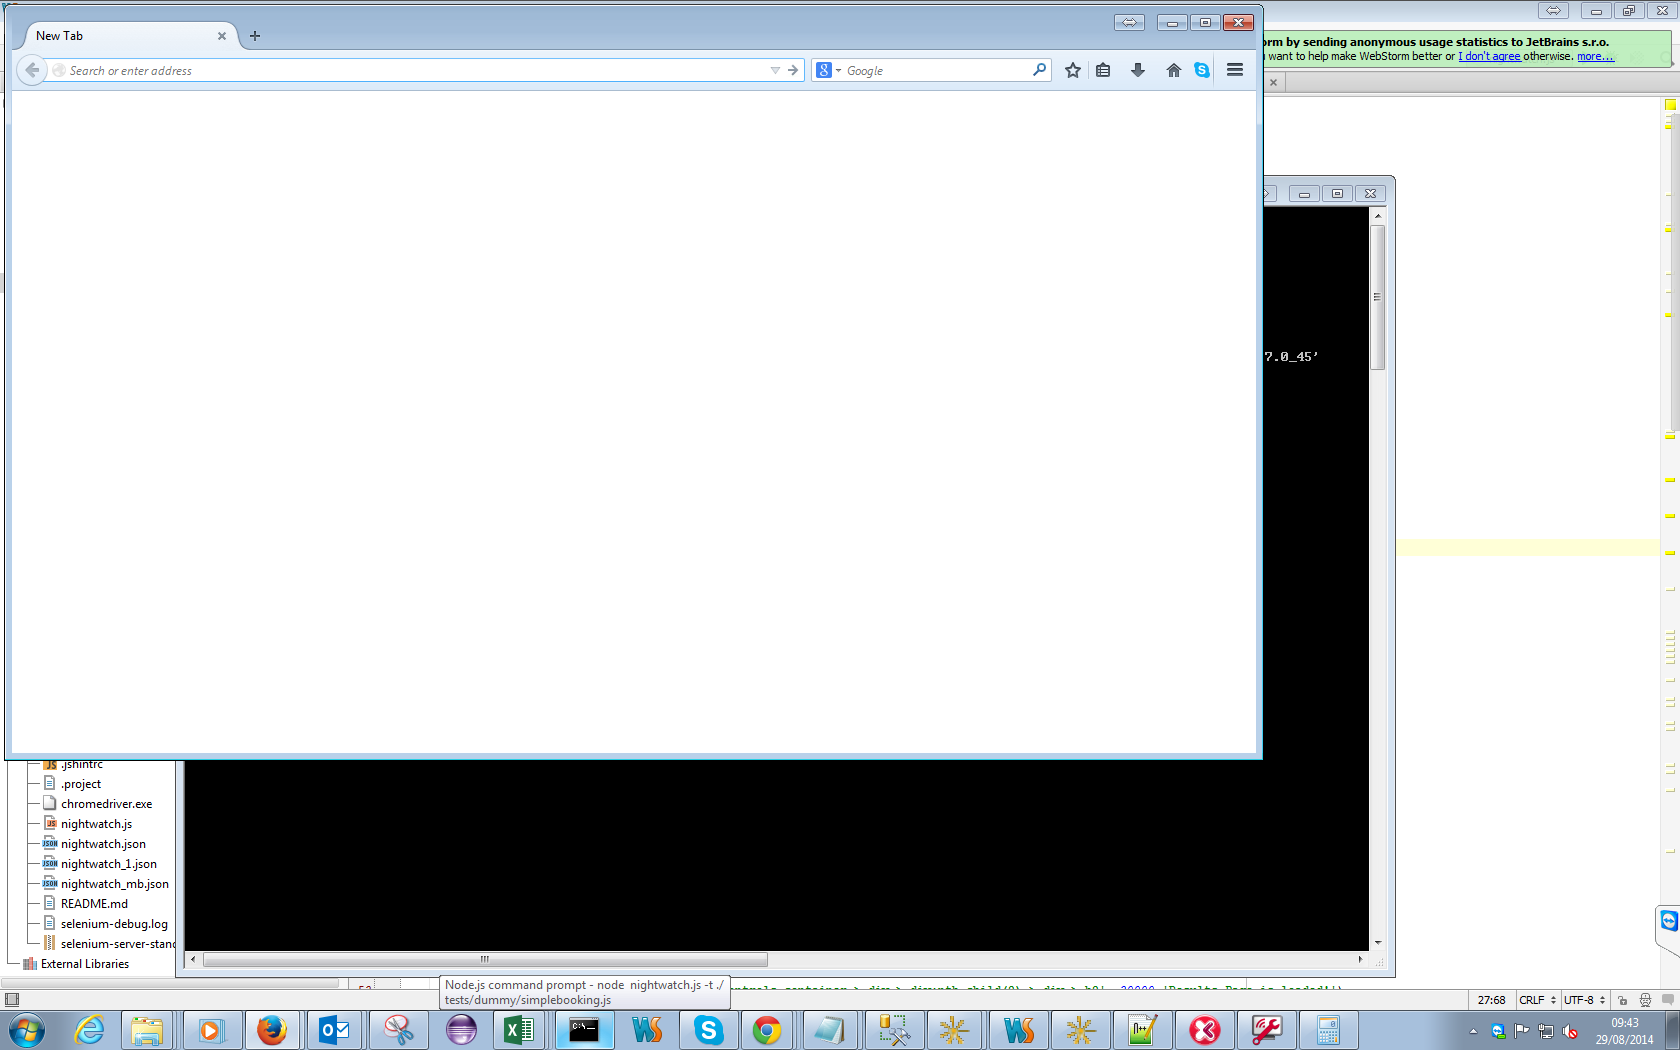 New Tab
Search or enter address
Google
orm by sending anonymous usage statistics to JetBrains s.r.o.
want to help make WebStorm better or I don't agree otherwise. more...
7.0_45'
.jshintrc
.project
chromedriver.exe
nightwatch.js
nightwatch.json
nightwatch_1.json
nightwatch_mb.json
README.md
selenium-debug.log
selenium-server-stanc
External Libraries
Node.js command prompt - node nightwatch.js -t ./
tests/dummy/simplebooking.js
27:68 CRLF UTF-8
09:43
29/08/2014